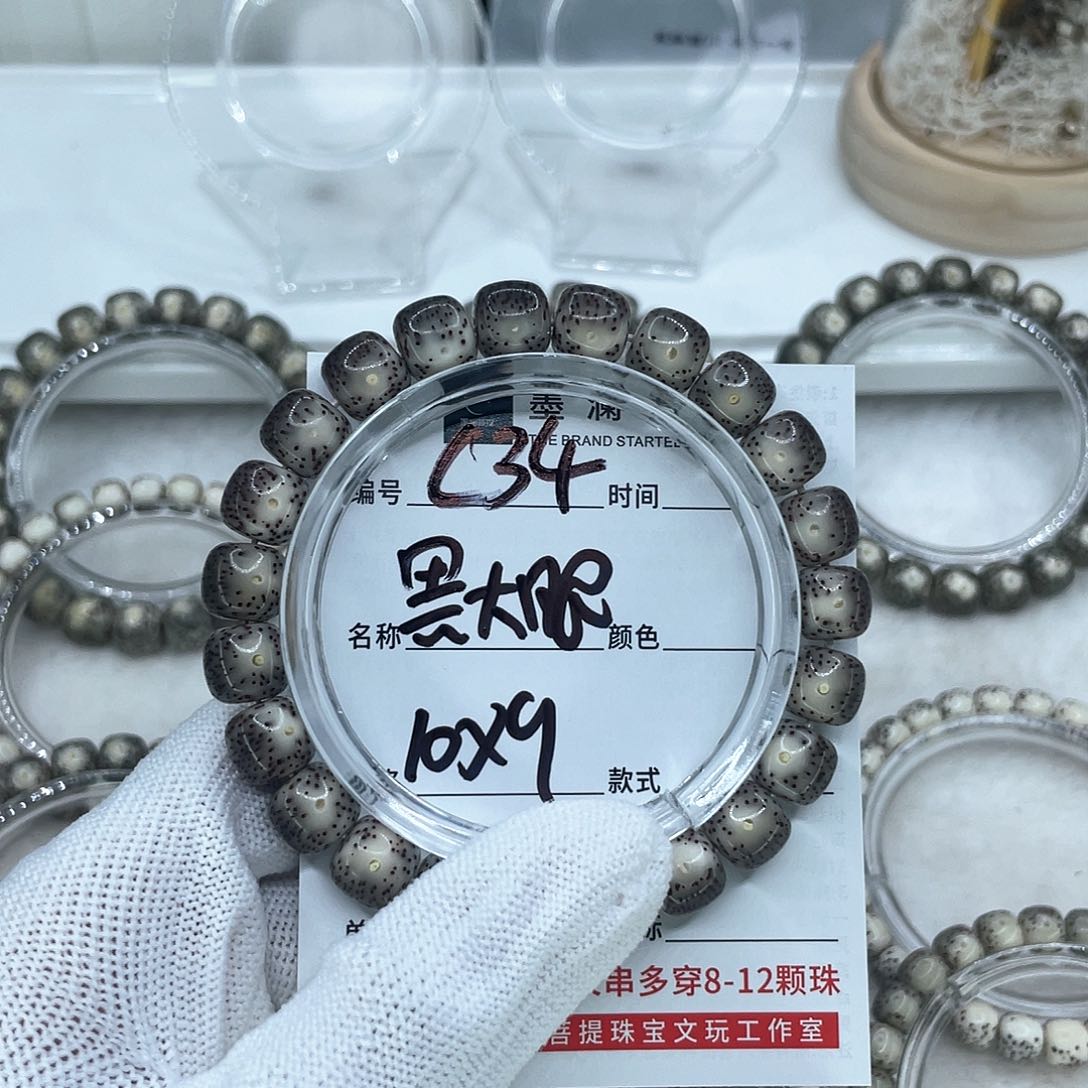 墨 澜
THE BRAND STARTED
编号 C34 时间
名称 黑大眼 颜色
10X9 款式
串多穿8-12颗珠
菩提珠宝文玩工作室